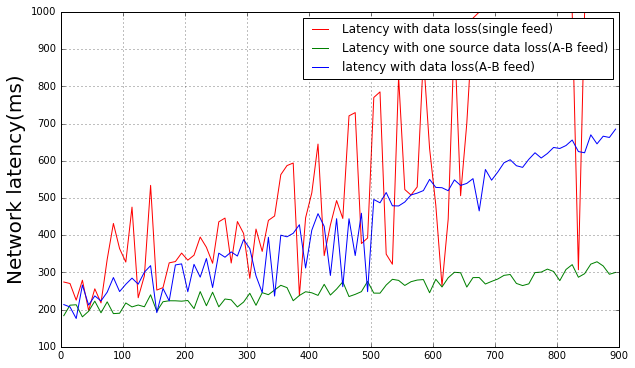 1000
900
800
700
600
500
400
300
200
100
Network latency(ms)
Latency with data loss(single feed)
Latency with one source data loss(A-B feed)
latency with data loss(A-B feed)
0 100 200 300 400 500 600 700 800 900